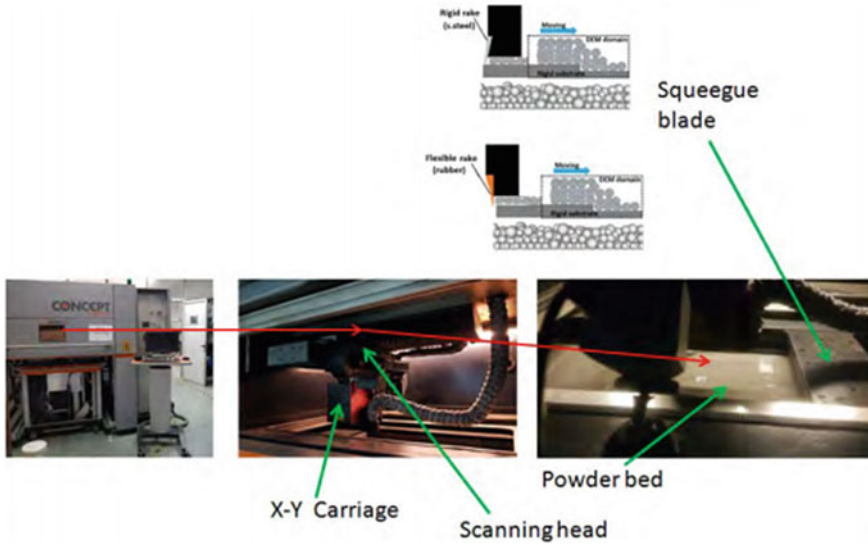 Rigid rake
(s.steel)
Moving
DEM domain
Rigid substrate
Squeegue
blade
Flexible rake
(rubber)
Moving
DEM domain
Rigid substrate
CONCEPT
X-Y Carriage
Scanning head
Powder bed